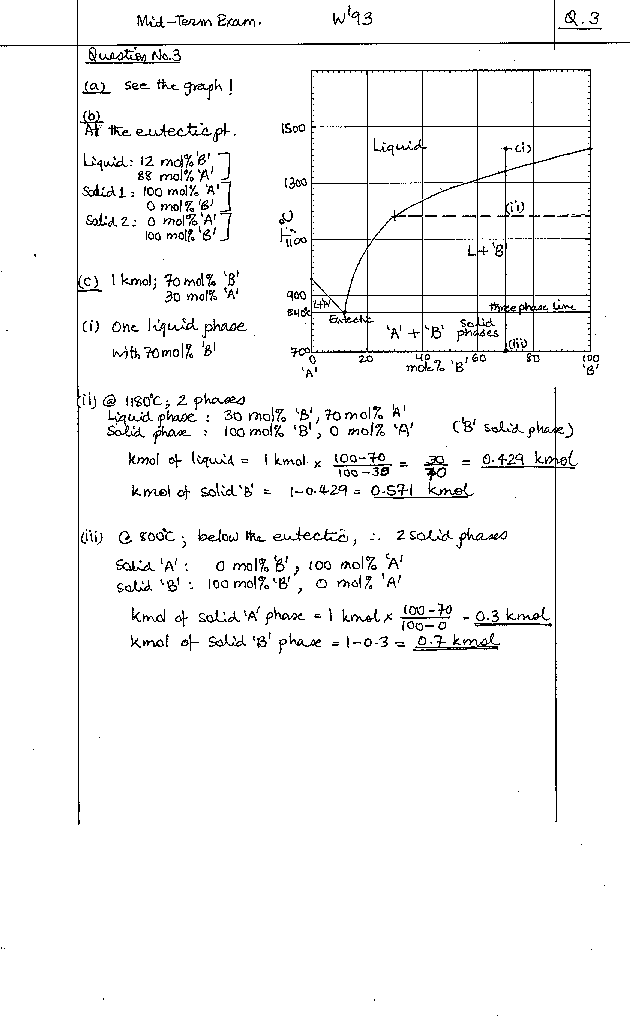 Mid-Term Exam. W'93 Q.3
Question No.3
(a) See the graph!
(b)
At the eutectic pt.
Liquid: 12 mol% 'B'
88 mol% 'A'
Solid 1: 100 mol% 'A'
0 mol% 'B'
Solid 2: 0 mol% 'A'
100 mol% 'B'
(c) 1 kmol; 70 mol% 'B'
30 mol% 'A'
(i) One liquid phase
with 70 mol% 'B'
1500
1300
1100
900
840
700
Liquid
(i)
(ii)
L + 'B'
L+'A'
Eutectic
three phase line
'A' + 'B' Solid
phases
(iii)
0 20 40 60 80 100
'A' mole% 'B' 'B'
(ii) @ 1180°C; 2 phases
Liquid phase : 30 mol% 'B', 70 mol% 'A'
Solid phase : 100 mol% 'B', 0 mol% 'A' ('B' solid phase)
kmol of liquid = 1 kmol × (100-70)/(100-30) = 30/70 = 0.429 kmol
kmol of solid 'B' = 1-0.429 = 0.571 kmol
(iii) @ 800°C; below the eutectic, ∴ 2 solid phases
Solid 'A' : 0 mol% 'B', 100 mol% 'A'
Solid 'B' : 100 mol% 'B', 0 mol% 'A'
kmol of solid 'A' phase = 1 kmol × (100-70)/(100-0) = 0.3 kmol
kmol of solid 'B' phase = 1-0.3 = 0.7 kmol